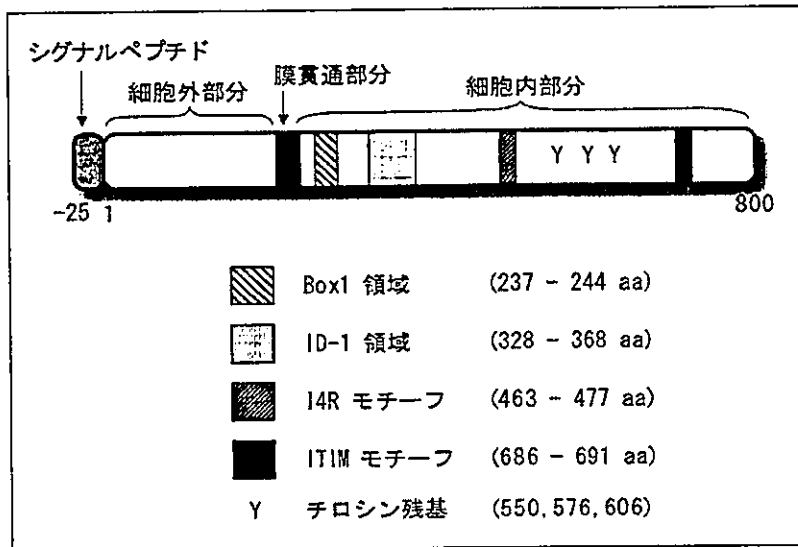 シグナルペプチド
細胞外部分
膜貫通部分
細胞内部分
Y Y Y
-25 1
800
Box1 領域 (237 - 244 aa)
ID-1 領域 (328 - 368 aa)
I4R モチーフ (463 - 477 aa)
ITIM モチーフ (686 - 691 aa)
Y チロシン残基 (550,576,606)